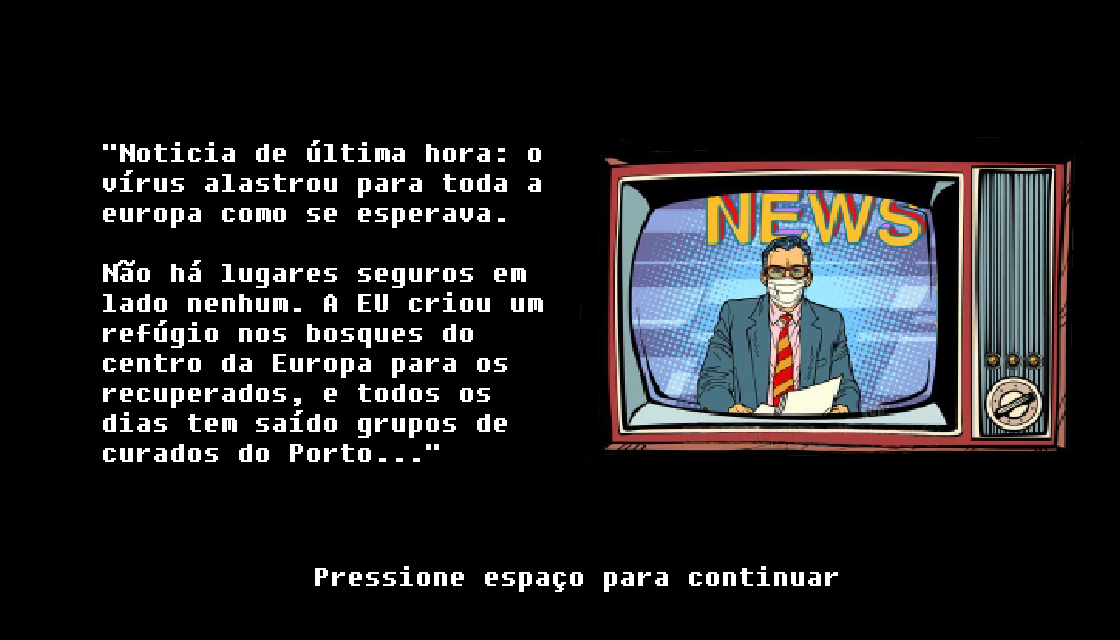 "Noticia de última hora: o
vírus alastrou para toda a
europa como se esperava.
Não há lugares seguros em
lado nenhum. A EU criou um
refúgio nos bosques do
centro da Europa para os
recuperados, e todos os
dias tem saído grupos de
curados do Porto..."
NEWS
Pressione espaço para continuar